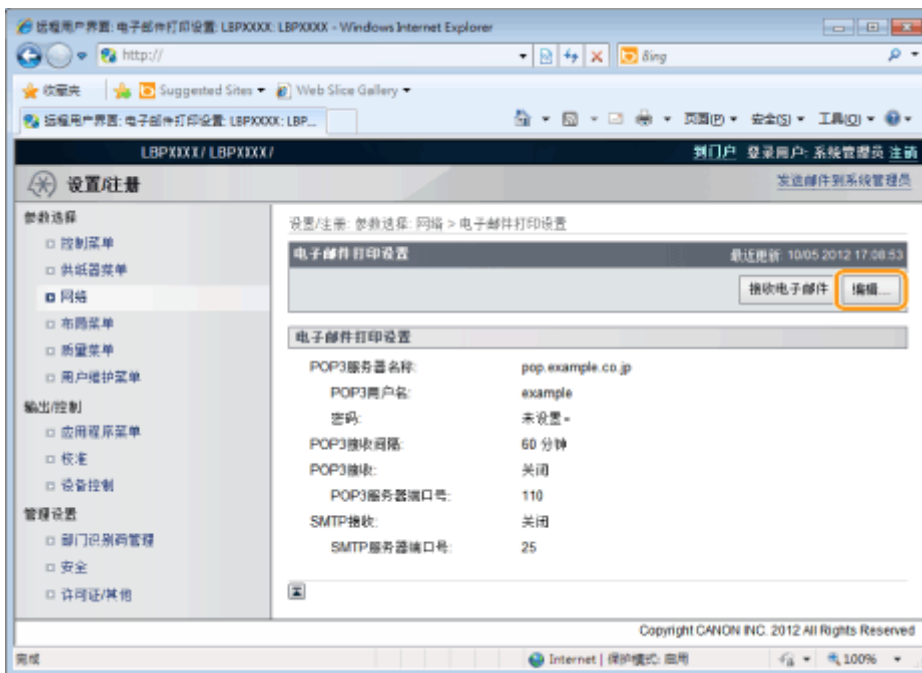 远程用户界面: 电子邮件打印设置: LBPXXXX: LBPXXXX - Windows Internet Explorer
http://
Bing
收藏夹 Suggested Sites Web Slice Gallery
远程用户界面: 电子邮件打印设置: LBPXXXX: LBP... 页面(P) 安全(S) 工具(O)
LBPXXXX/ LBPXXXX/ 到门户 登录用户: 系统管理员 注销
设置/注册 发送邮件到系统管理员
参数选择
控制菜单
供纸器菜单
网络
布局菜单
质量菜单
用户维护菜单
输出/控制
应用程序菜单
校准
设备控制
管理设置
部门识别码管理
安全
许可证/其他
设置/注册: 参数选择: 网络 > 电子邮件打印设置
电子邮件打印设置 最近更新: 10/05 2012 17:08:53
接收电子邮件 编辑...
电子邮件打印设置
POP3服务器名称: pop.example.co.jp
POP3用户名: example
密码: 未设置-
POP3接收间隔: 60 分钟
POP3接收: 关闭
POP3服务器端口号: 110
SMTP接收: 关闭
SMTP服务器端口号: 25
Copyright CANON INC. 2012 All Rights Reserved
完成 Internet | 保护模式: 启用 100%